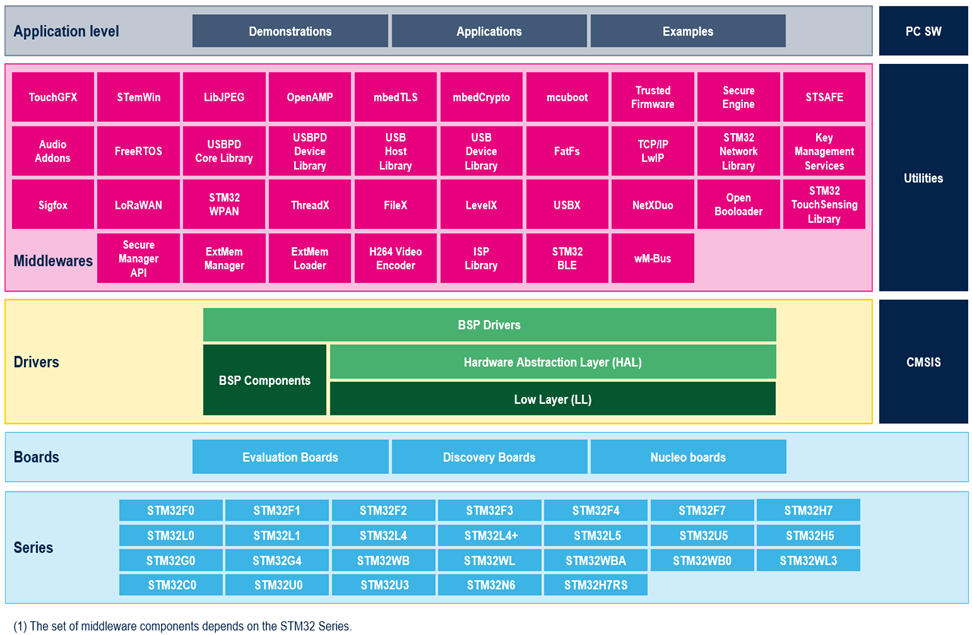 Application level
Demonstrations
Applications
Examples
PC SW
TouchGFX
STemWin
LibJPEG
OpenAMP
mbedTLS
mbedCrypto
mcuboot
Trusted
Firmware
Secure
Engine
STSAFE
Audio
Addons
FreeRTOS
USBPD
Core Library
USBPD
Device
Library
USB
Host
Library
USB
Device
Library
FatFs
TCP/IP
LwIP
STM32
Network
Library
Key
Management
Services
Utilities
Sigfox
LoRaWAN
STM32
WPAN
ThreadX
FileX
LevelX
USBX
NetXDuo
Open
Booloader
STM32
TouchSensing
Library
Middlewares
Secure
Manager
API
ExtMem
Manager
ExtMem
Loader
H264 Video
Encoder
ISP
Library
STM32
BLE
wM-Bus
Drivers
BSP Drivers
BSP Components
Hardware Abstraction Layer (HAL)
Low Layer (LL)
CMSIS
Boards
Evaluation Boards
Discovery Boards
Nucleo boards
Series
STM32F0
STM32F1
STM32F2
STM32F3
STM32F4
STM32F7
STM32H7
STM32L0
STM32L1
STM32L4
STM32L4+
STM32L5
STM32U5
STM32H5
STM32G0
STM32G4
STM32WB
STM32WL
STM32WBA
STM32WB0
STM32WL3
STM32C0
STM32U0
STM32U3
STM32N6
STM32H7RS
(1) The set of middleware components depends on the STM32 Series.